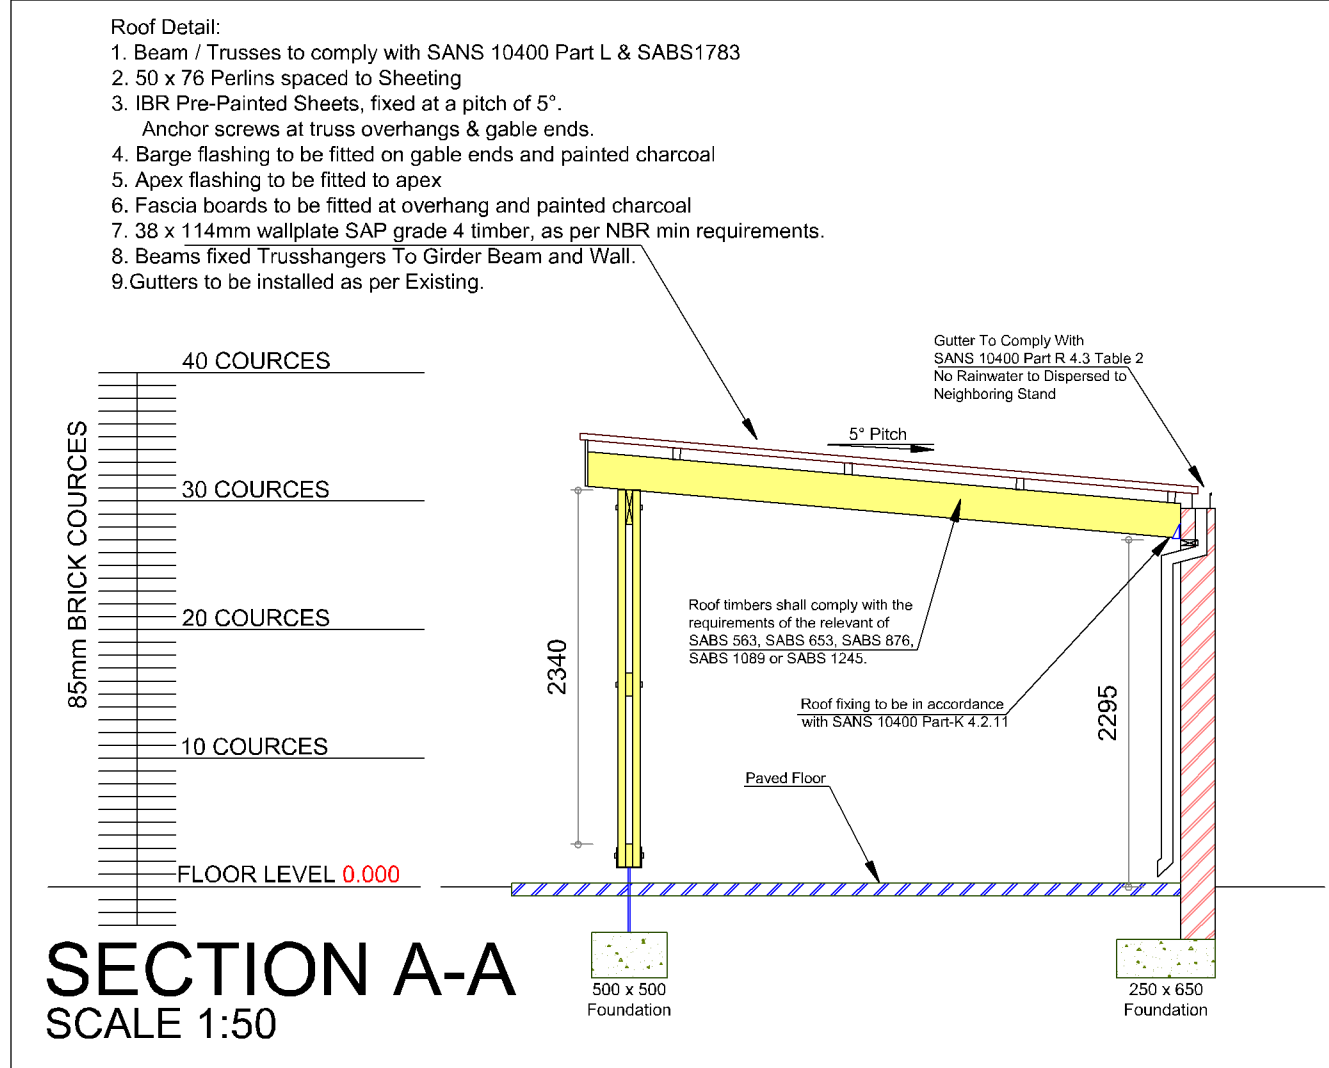 Roof Detail:
1. Beam / Trusses to comply with SANS 10400 Part L & SABS1783
2. 50 x 76 Perlins spaced to Sheeting
3. IBR Pre-Painted Sheets, fixed at a pitch of 5°.
Anchor screws at truss overhangs & gable ends.
4. Barge flashing to be fitted on gable ends and painted charcoal
5. Apex flashing to be fitted to apex
6. Fascia boards to be fitted at overhang and painted charcoal
7. 38 x 114mm wallplate SAP grade 4 timber, as per NBR min requirements.
8. Beams fixed Trusshangers To Girder Beam and Wall.
9.Gutters to be installed as per Existing.
Gutter To Comply With
SANS 10400 Part R 4.3 Table 2
No Rainwater to Dispersed to
Neighboring Stand
40 COURCES
30 COURCES
20 COURCES
10 COURCES
FLOOR LEVEL 0.000
85mm BRICK COURCES
5° Pitch
2340
Roof timbers shall comply with the
requirements of the relevant of
SABS 563, SABS 653, SABS 876,
SABS 1089 or SABS 1245.
Roof fixing to be in accordance
with SANS 10400 Part-K 4.2.11
2295
Paved Floor
500 x 500
Foundation
250 x 650
Foundation
SECTION A-A
SCALE 1:50